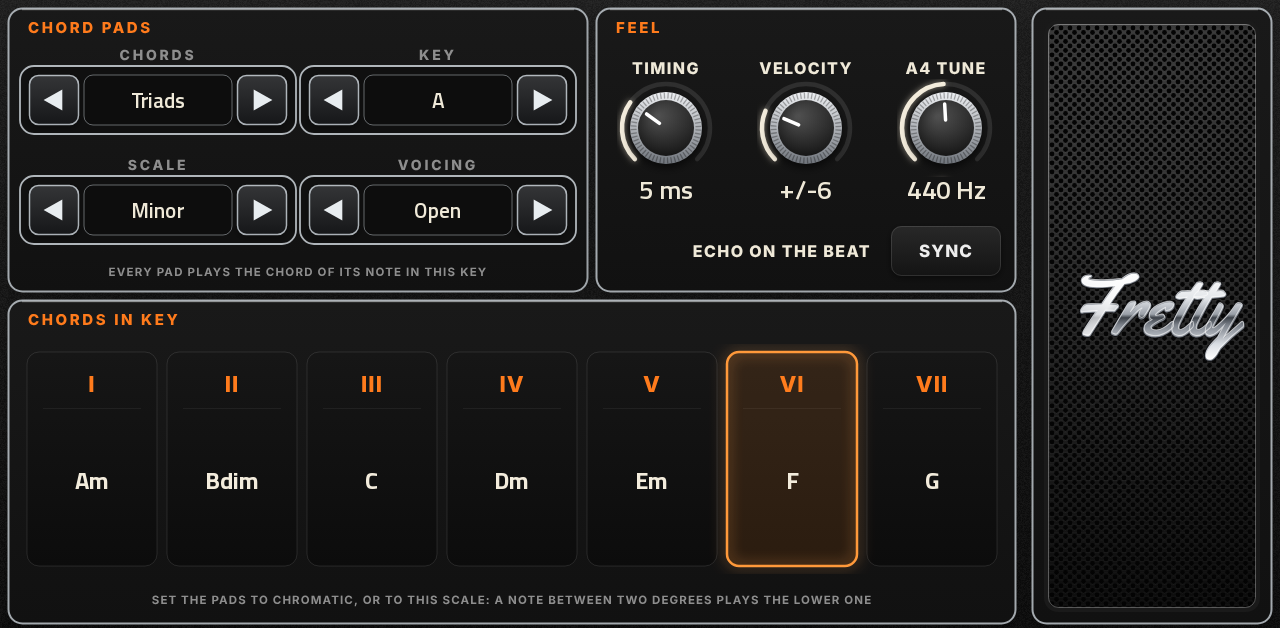 CHORD PADS
CHORDS
KEY
Triads
A
SCALE
VOICING
Minor
Open
EVERY PAD PLAYS THE CHORD OF ITS NOTE IN THIS KEY
FEEL
TIMING
VELOCITY
A4 TUNE
5 ms
+/-6
440 Hz
ECHO ON THE BEAT
SYNC
CHORDS IN KEY
I
II
III
IV
V
VI
VII
Am
Bdim
C
Dm
Em
F
G
SET THE PADS TO CHROMATIC, OR TO THIS SCALE: A NOTE BETWEEN TWO DEGREES PLAYS THE LOWER ONE
Fretty